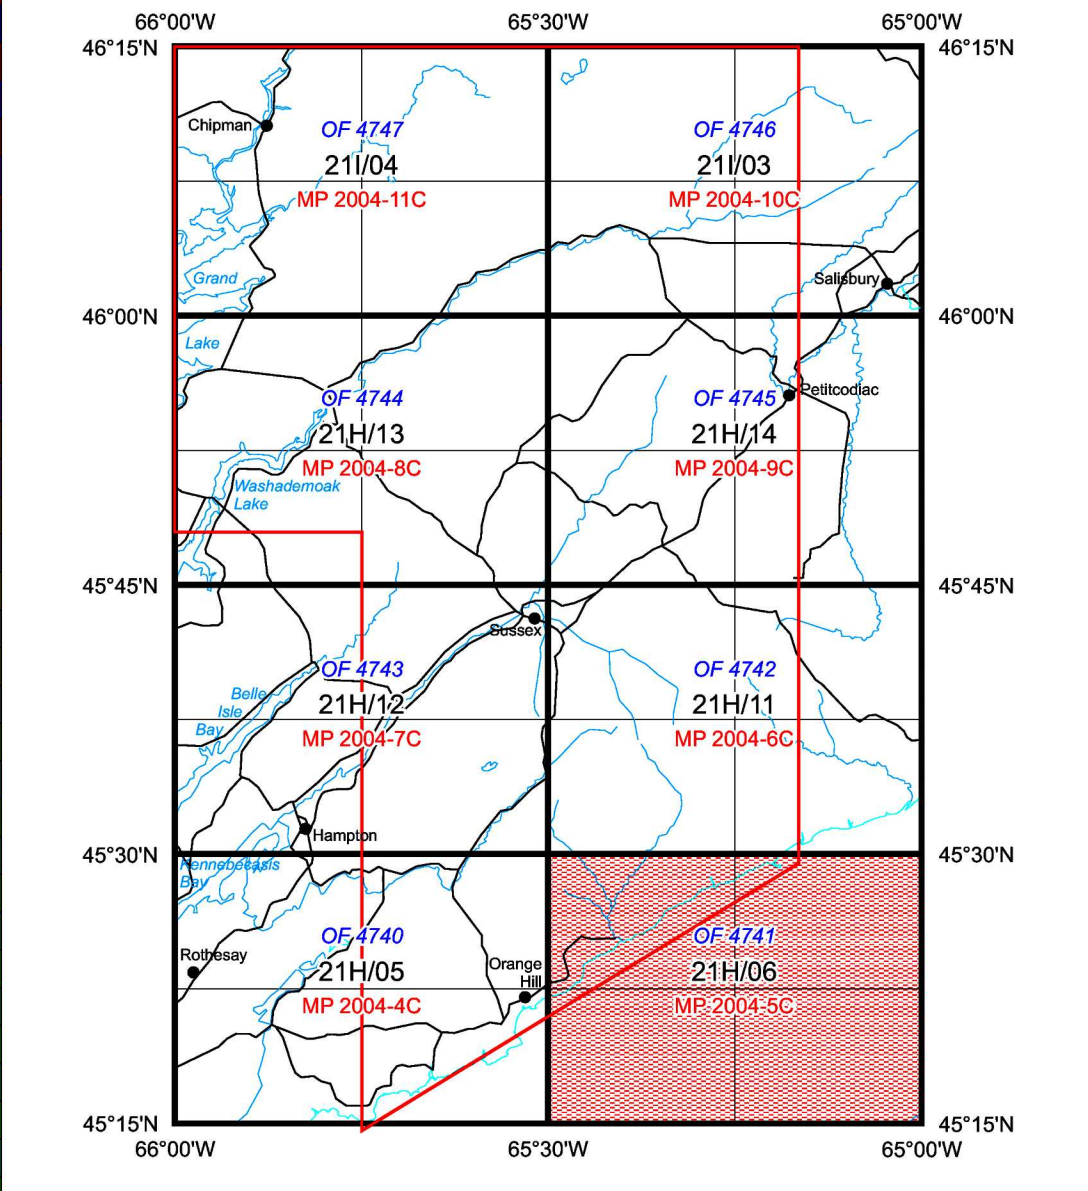 66°00'W 65°30'W 65°00'W
46°15'N 46°15'N
Chipman
OF 4747
21I/04
MP 2004-11C
OF 4746
21I/03
MP 2004-10C
Grand
Salisbury
46°00'N 46°00'N
Lake
OF 4744
21H/13
MP 2004-8C
OF 4745
21H/14
MP 2004-9C
Petitcodiac
Washademoak
Lake
45°45'N 45°45'N
Sussex
OF 4743
21H/12
MP 2004-7C
OF 4742
21H/11
MP 2004-6C
Belle
Isle
Bay
Hampton
45°30'N 45°30'N
Kennebecasis
Bay
OF 4740
21H/05
MP 2004-4C
OF 4741
21H/06
MP 2004-5C
Rothesay
Orange
Hill
45°15'N 45°15'N
66°00'W 65°30'W 65°00'W